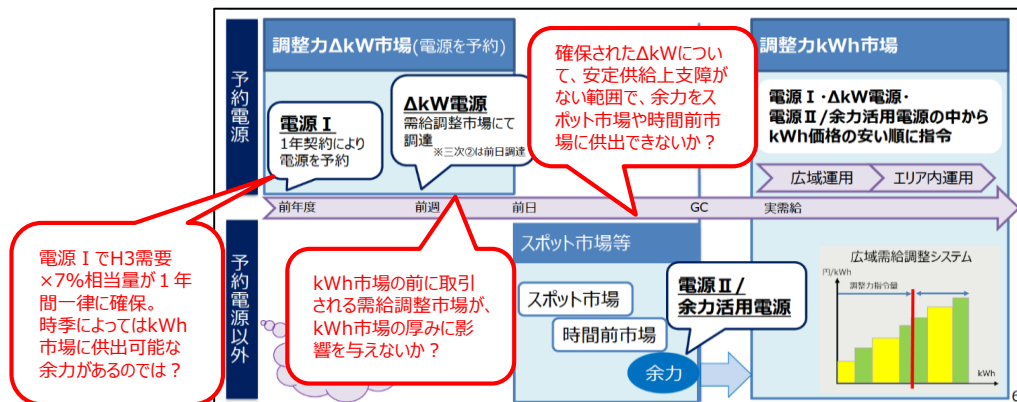 調整力ΔkW市場(電源を予約)
調整力kWh市場
予約電源
電源Ⅰ
1年契約により
電源を予約
ΔkW電源
需給調整市場にて
調達
※三次②は前日調達
確保されたΔkWについ
て、安定供給上支障が
ない範囲で、余力をス
ポット市場や時間前市
場に供出できないか？
電源Ⅰ・ΔkW電源・
電源Ⅱ/余力活用電源の中から
kWh価格の安い順に指令
広域運用
エリア内運用
前年度
前週
前日
GC
実需給
電源ⅠでH3需要
×7%相当量が１年
間一律に確保。
時季によってはkWh
市場に供出可能な
余力があるのでは？
kWh市場の前に取引
される需給調整市場が、
kWh市場の厚みに影
響を与えないか？
予約電源以外
スポット市場等
スポット市場
時間前市場
電源Ⅱ/
余力活用電源
余力
広域需給調整システム
円/kWh
調整力指令量
kWh
6